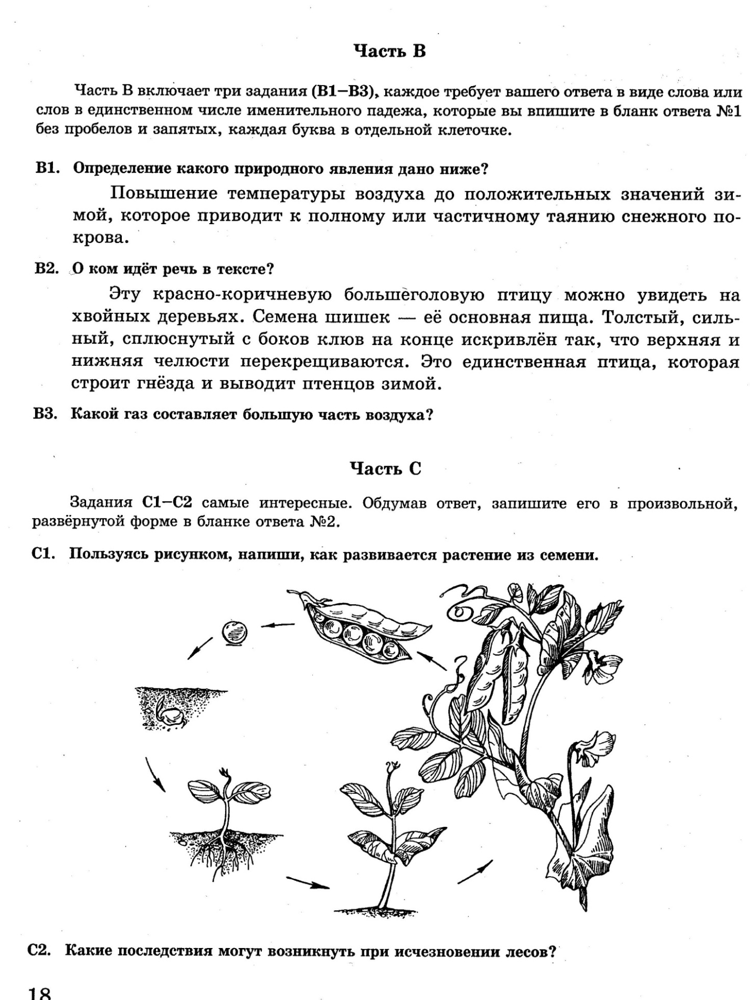 Часть В
Часть В включает три задания (В1—В3), каждое требует вашего ответа в виде слова или
слов в единственном числе именительного падежа, которые вы впишите в бланк ответа №1
без пробелов и запятых, каждая буква в отдельной клеточке.
В1. Определение какого природного явления дано ниже?
Повышение температуры воздуха до положительных значений зи-
мой, которое приводит к полному или частичному таянию снежного по-
крова.
В2. О ком идёт речь в тексте?
Эту красно-коричневую большеголовую птицу можно увидеть на
хвойных деревьях. Семена шишек — её основная пища. Толстый, силь-
ный, сплюснутый с боков клюв на конце искривлён так, что верхняя и
нижняя челюсти перекрещиваются. Это единственная птица, которая
строит гнёзда и выводит птенцов зимой.
В3. Какой газ составляет большую часть воздуха?
Часть С
Задания С1—С2 самые интересные. Обдумав ответ, запишите его в произвольной,
развёрнутой форме в бланке ответа №2.
С1. Пользуясь рисунком, напиши, как развивается растение из семени.
С2. Какие последствия могут возникнуть при исчезновении лесов?
18